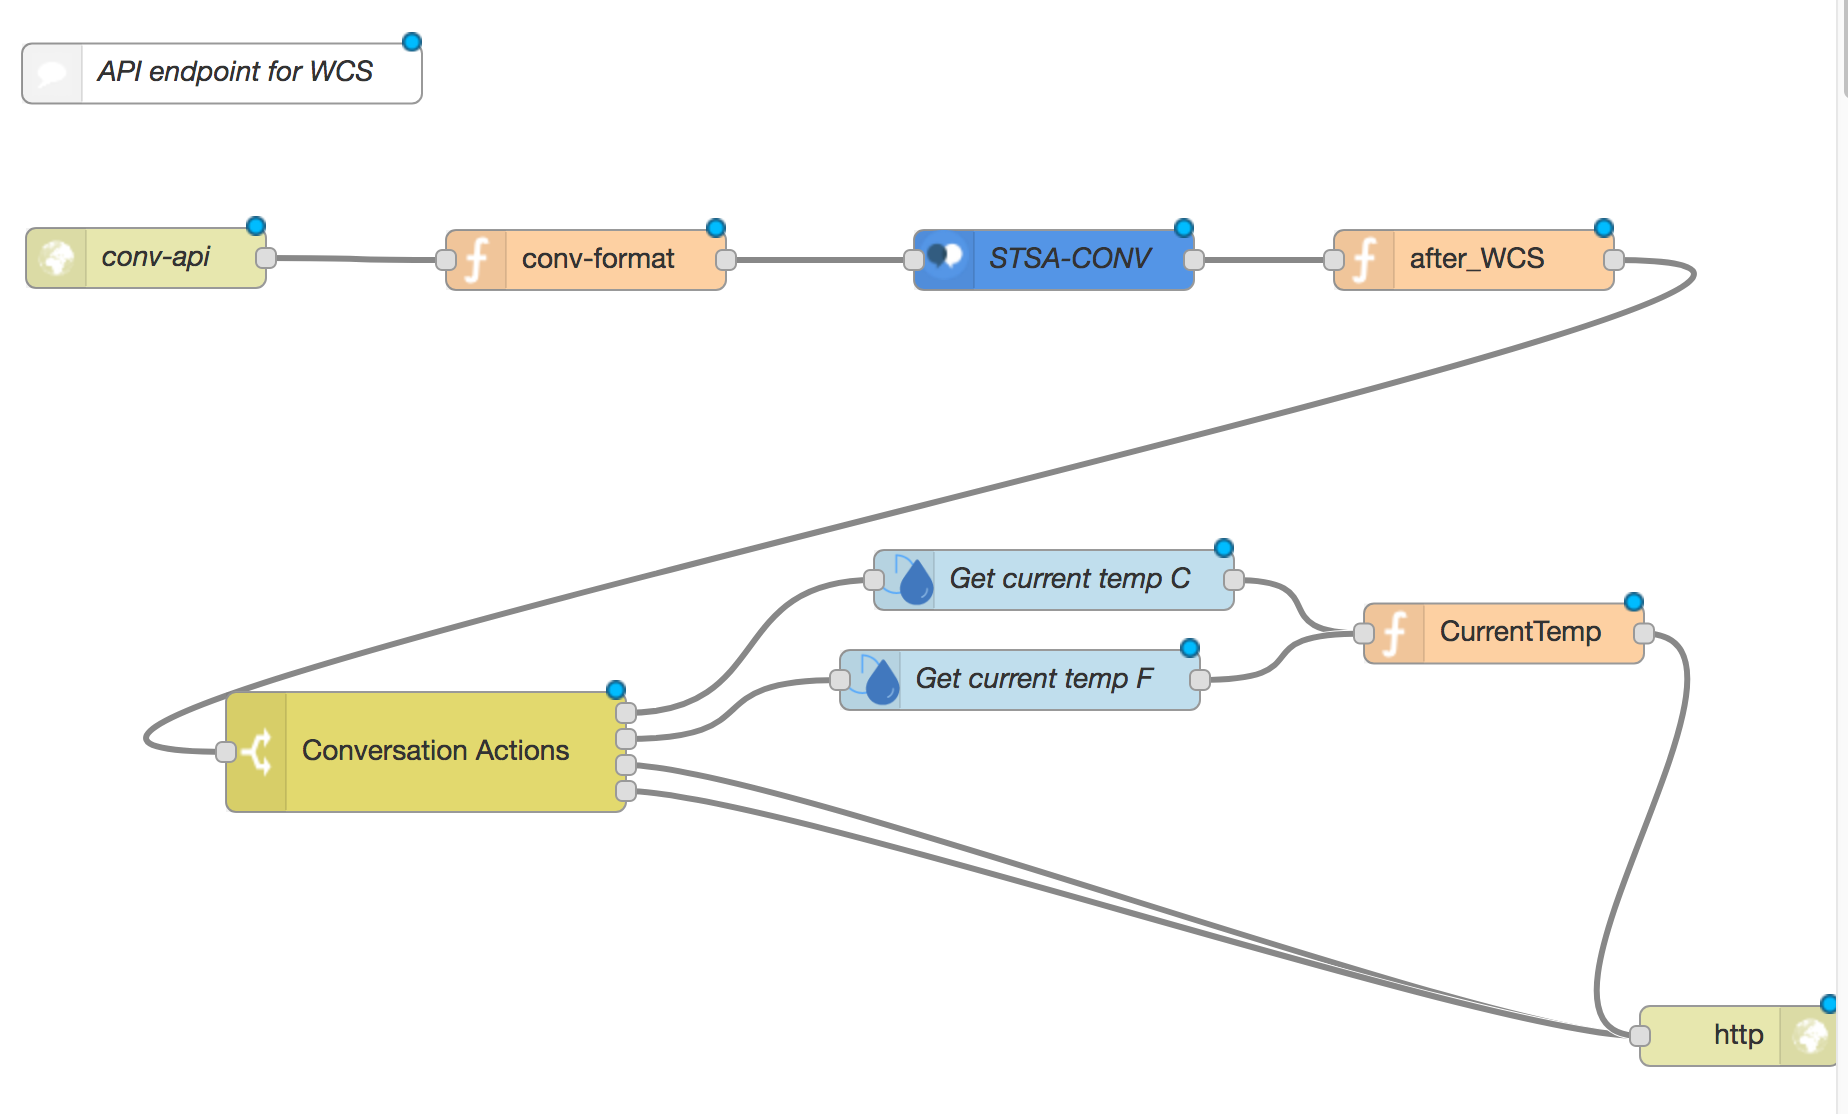 API endpoint for WCS
conv-api
conv-format
STSA-CONV
after_WCS
Get current temp C
CurrentTemp
Get current temp F
Conversation Actions
http